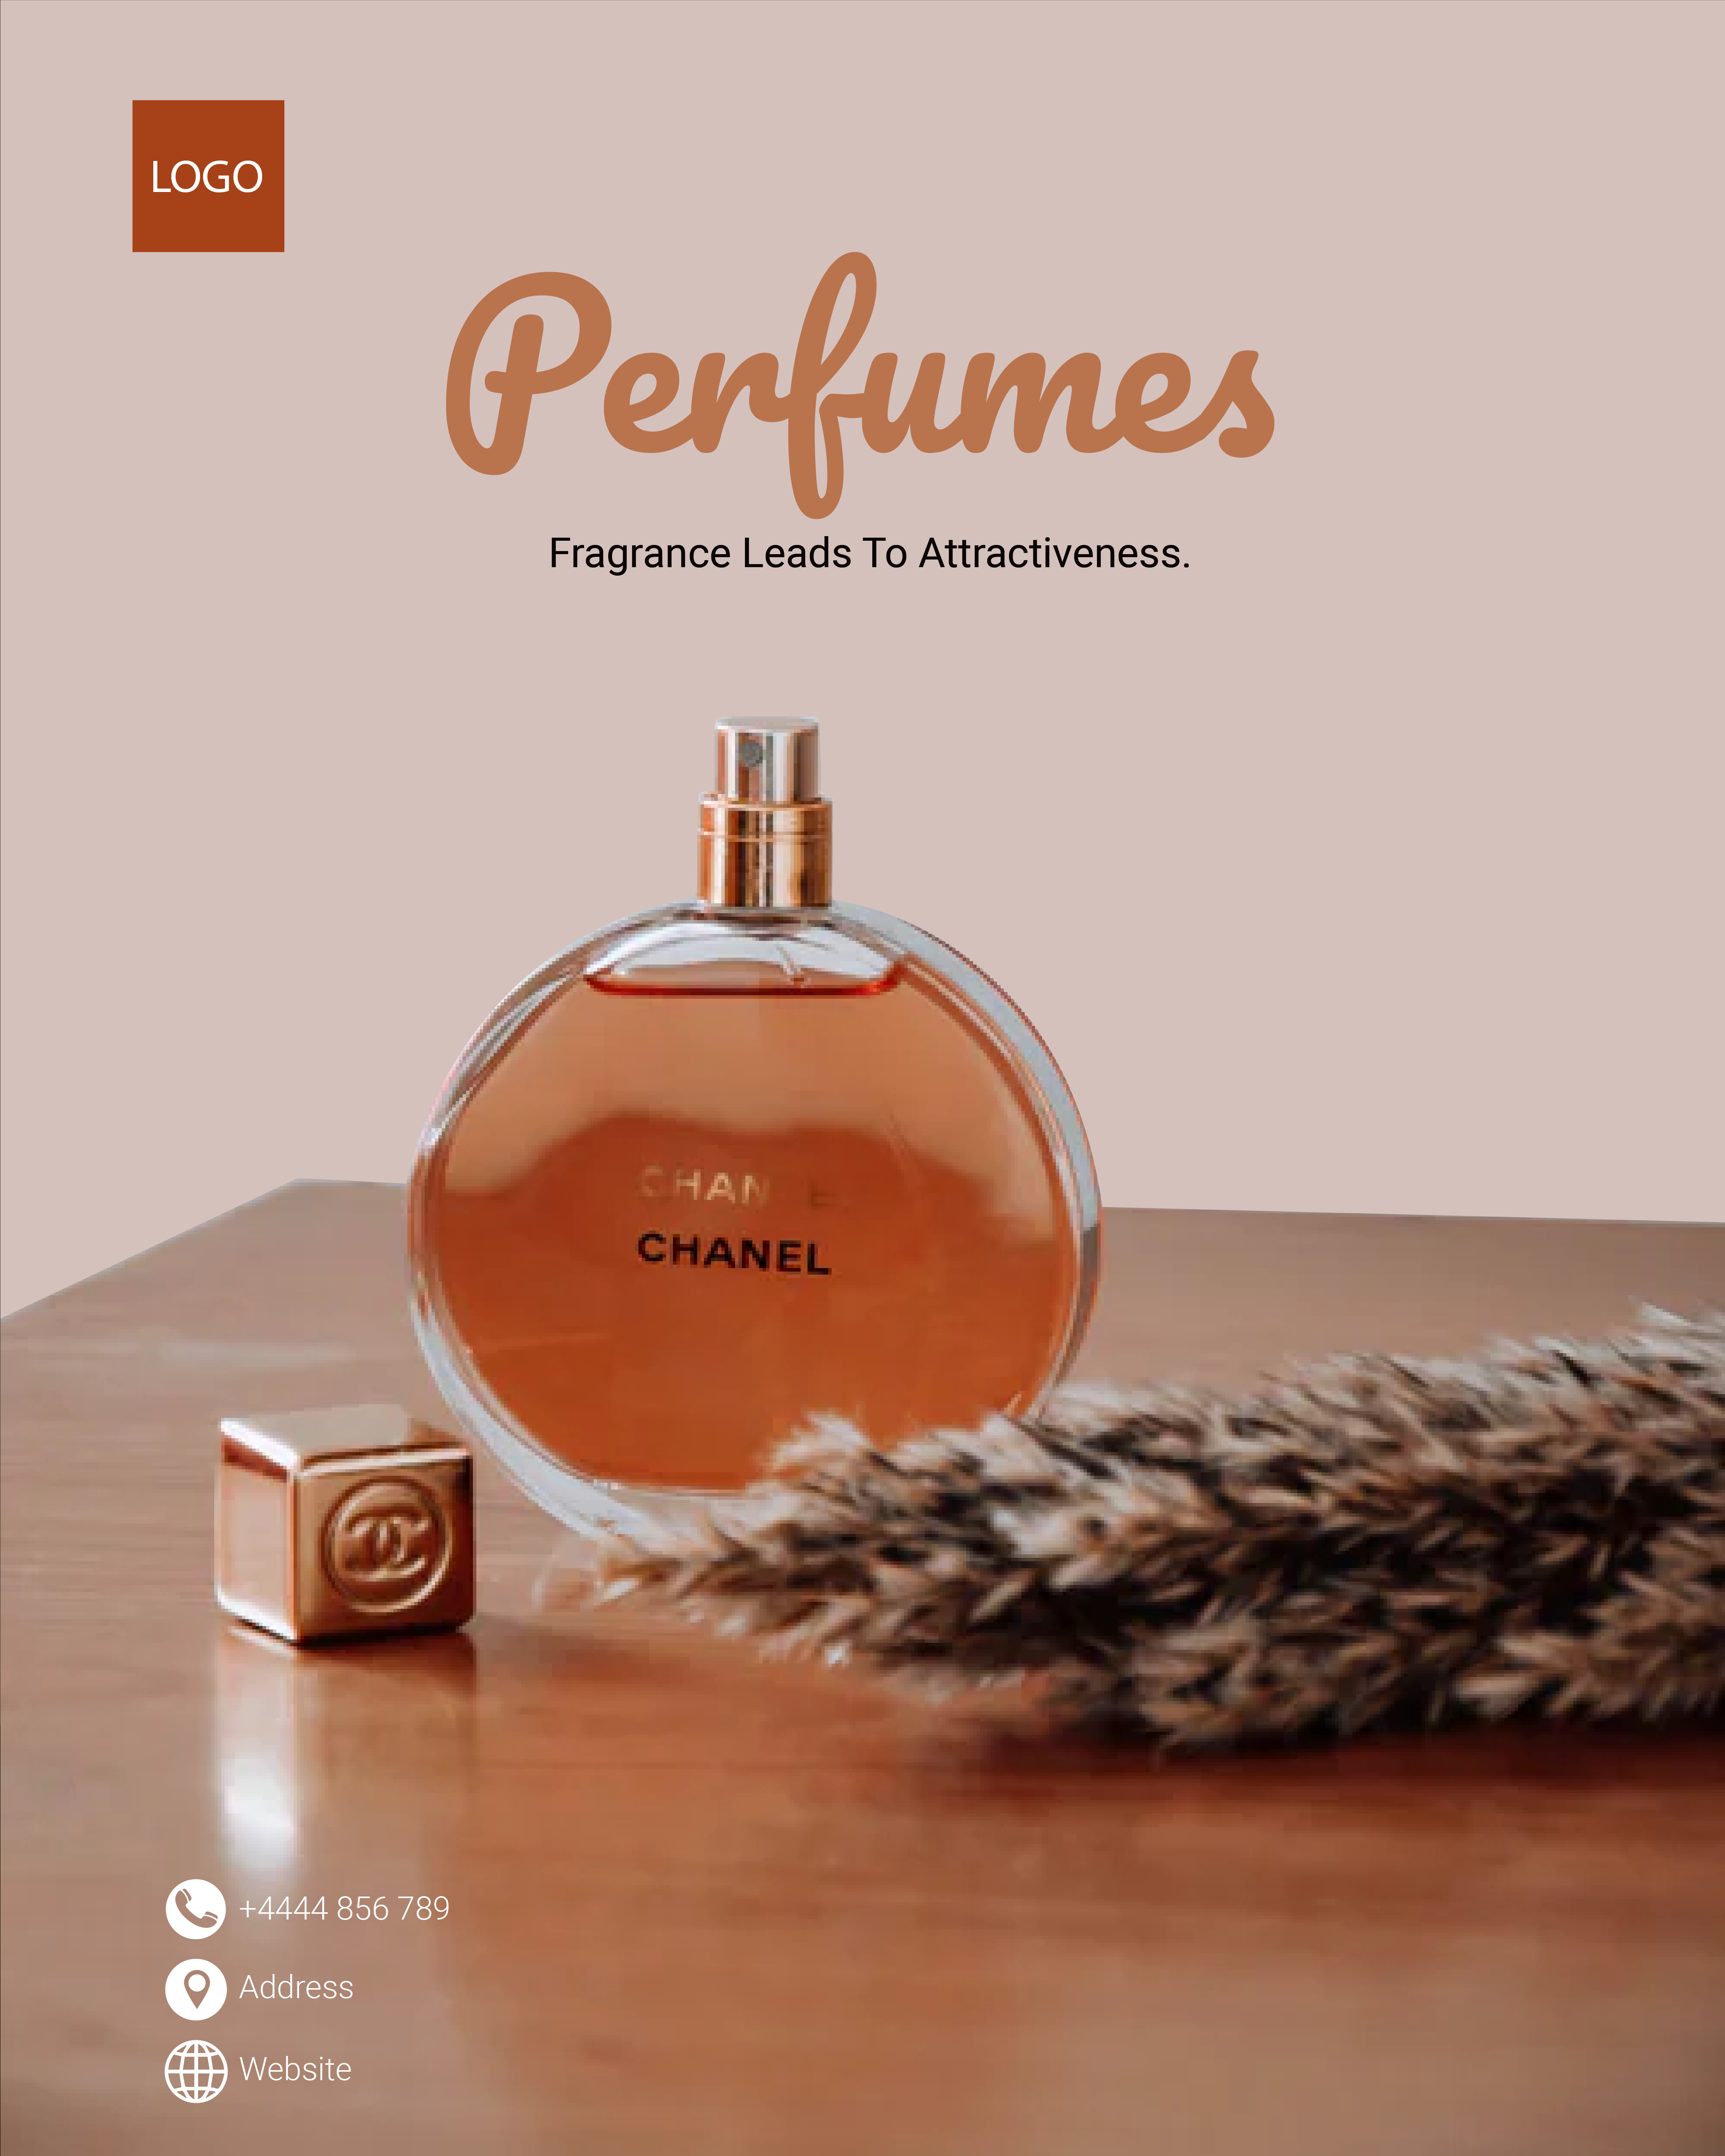 LOGO
Perfumes
Fragrance Leads To Attractiveness.
CHANEL
+4444 856 789
Address
Website